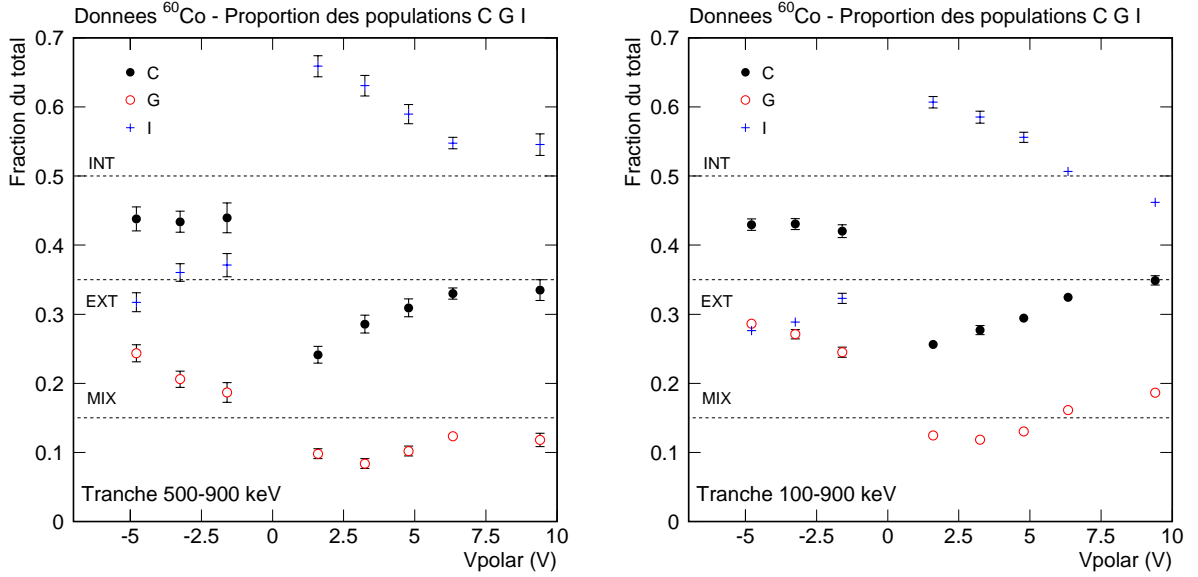 Donnees ⁶⁰Co - Proportion des populations C G I
Fraction du total
0.7
0.6
0.5
0.4
0.3
0.2
0.1
0
C
G
I
INT
EXT
MIX
Tranche 500-900 keV
-5 -2.5 0 2.5 5 7.5 10
Vpolar (V)
Donnees ⁶⁰Co - Proportion des populations C G I
Fraction du total
0.7
0.6
0.5
0.4
0.3
0.2
0.1
0
C
G
I
INT
EXT
MIX
Tranche 100-900 keV
-5 -2.5 0 2.5 5 7.5 10
Vpolar (V)